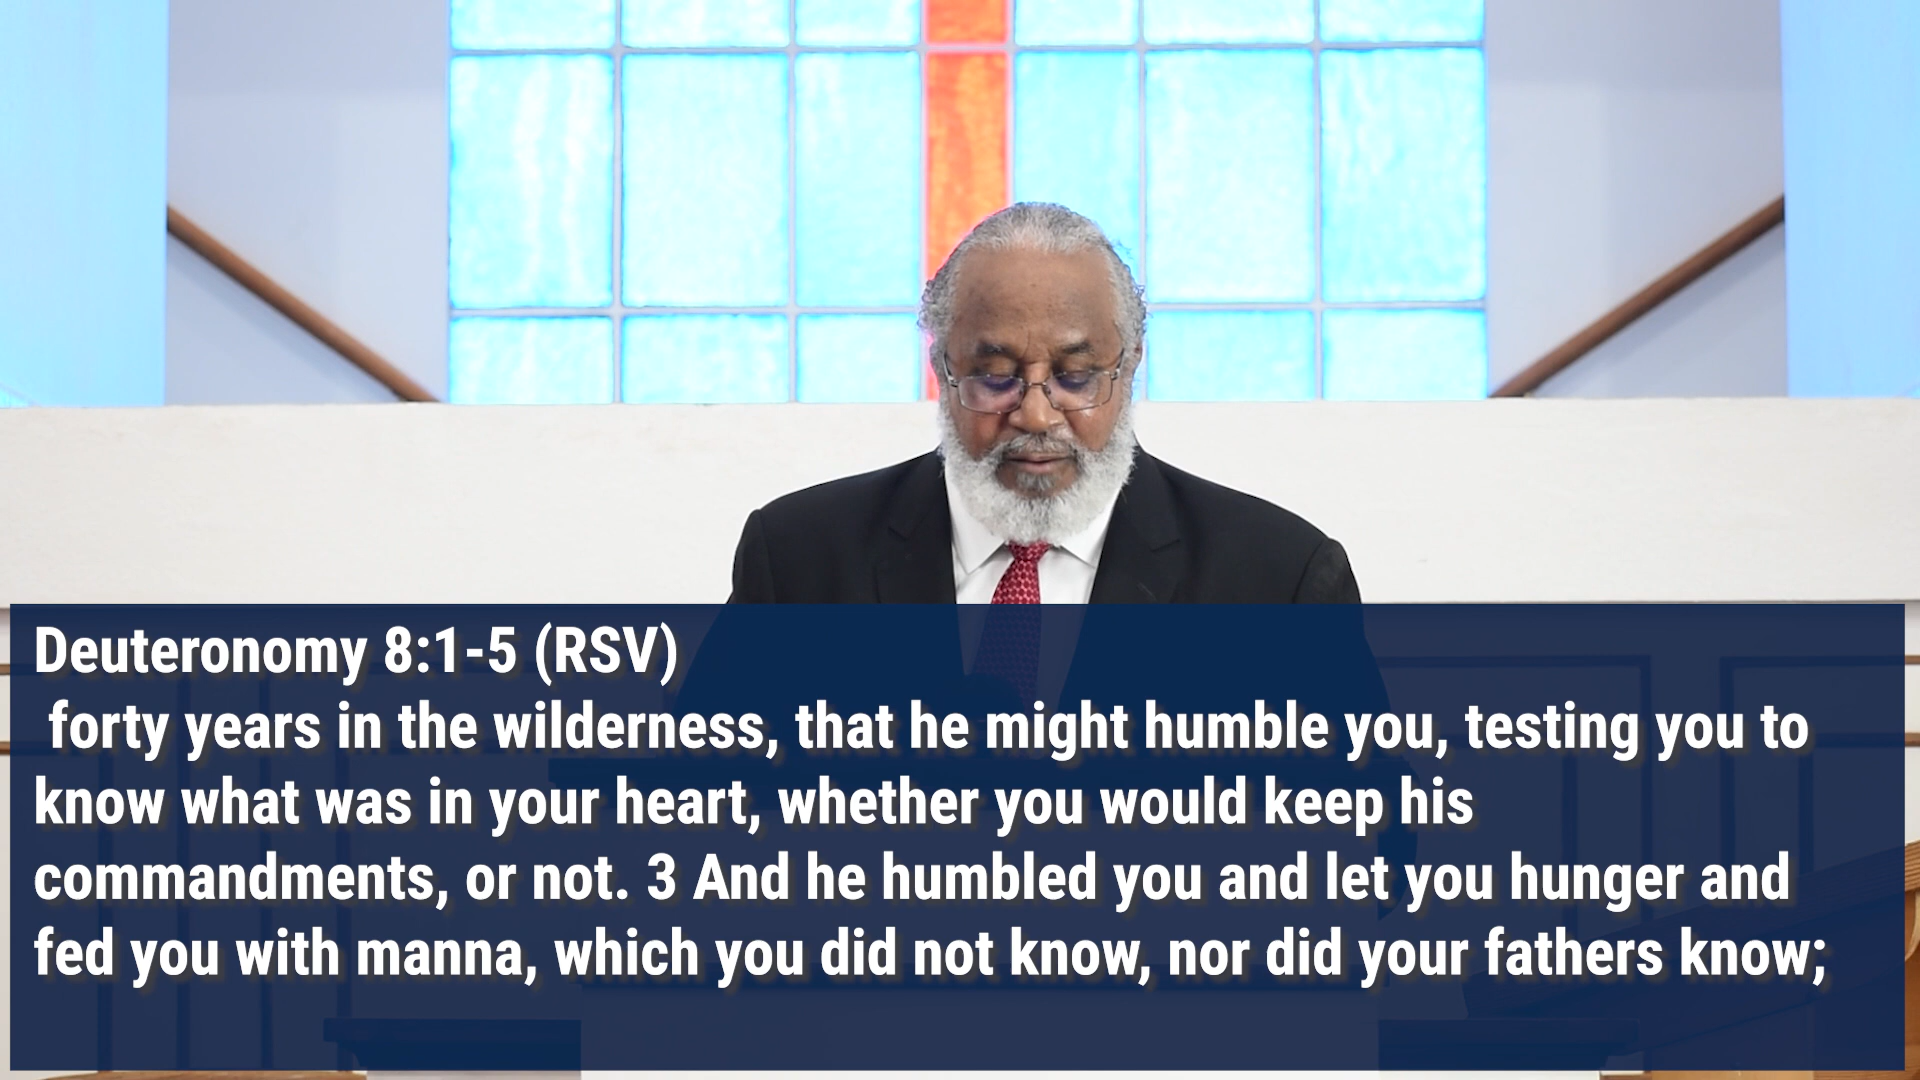 Deuteronomy 8:1-5 (RSV)
forty years in the wilderness, that he might humble you, testing you to
know what was in your heart, whether you would keep his
commandments, or not. 3 And he humbled you and let you hunger and
fed you with manna, which you did not know, nor did your fathers know;